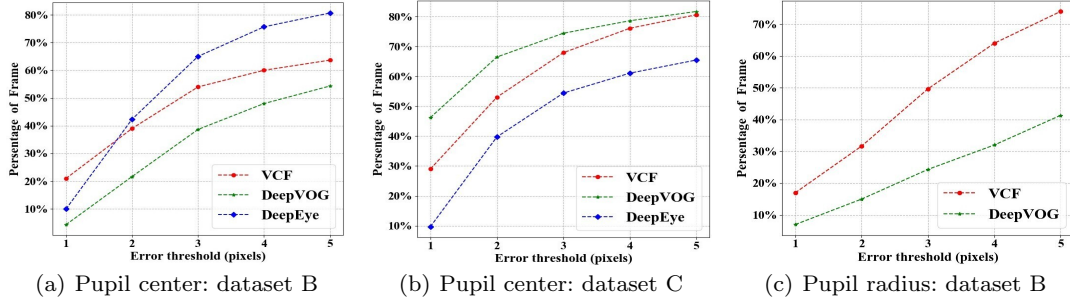 Persentage of Frame
80%
70%
60%
50%
40%
30%
20%
10%
1 2 3 4 5
Error threshold (pixels)
VCF
DeepVOG
DeepEye
(a) Pupil center: dataset B
Persentage of Frame
80%
70%
60%
50%
40%
30%
20%
10%
1 2 3 4 5
Error threshold (pixels)
VCF
DeepVOG
DeepEye
(b) Pupil center: dataset C
Persentage of Frame
70%
60%
50%
40%
30%
20%
10%
1 2 3 4 5
Error threshold (pixels)
VCF
DeepVOG
(c) Pupil radius: dataset B